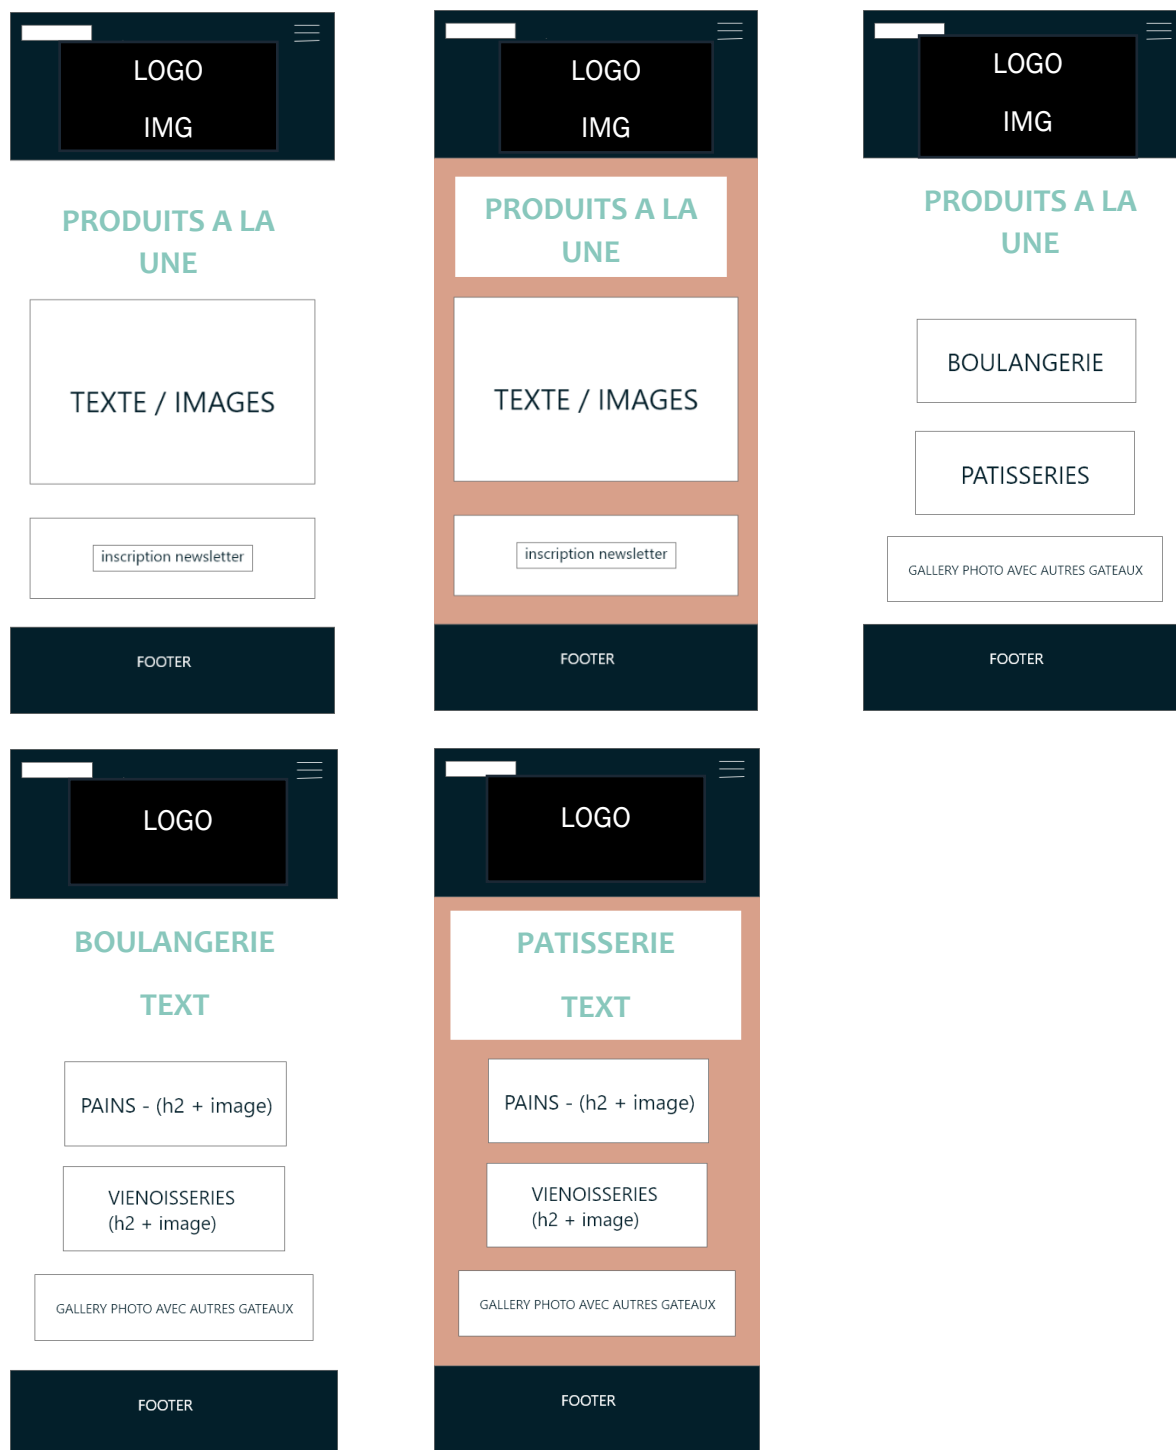 LOGO
IMG
PRODUITS A LA
UNE
TEXTE / IMAGES
inscription newsletter
FOOTER
LOGO
IMG
PRODUITS A LA
UNE
TEXTE / IMAGES
inscription newsletter
FOOTER
LOGO
IMG
PRODUITS A LA
UNE
BOULANGERIE
PATISSERIES
GALLERY PHOTO AVEC AUTRES GATEAUX
FOOTER
LOGO
BOULANGERIE
TEXT
PAINS - (h2 + image)
VIENOISSERIES
(h2 + image)
GALLERY PHOTO AVEC AUTRES GATEAUX
FOOTER
LOGO
PATISSERIE
TEXT
PAINS - (h2 + image)
VIENOISSERIES
(h2 + image)
GALLERY PHOTO AVEC AUTRES GATEAUX
FOOTER